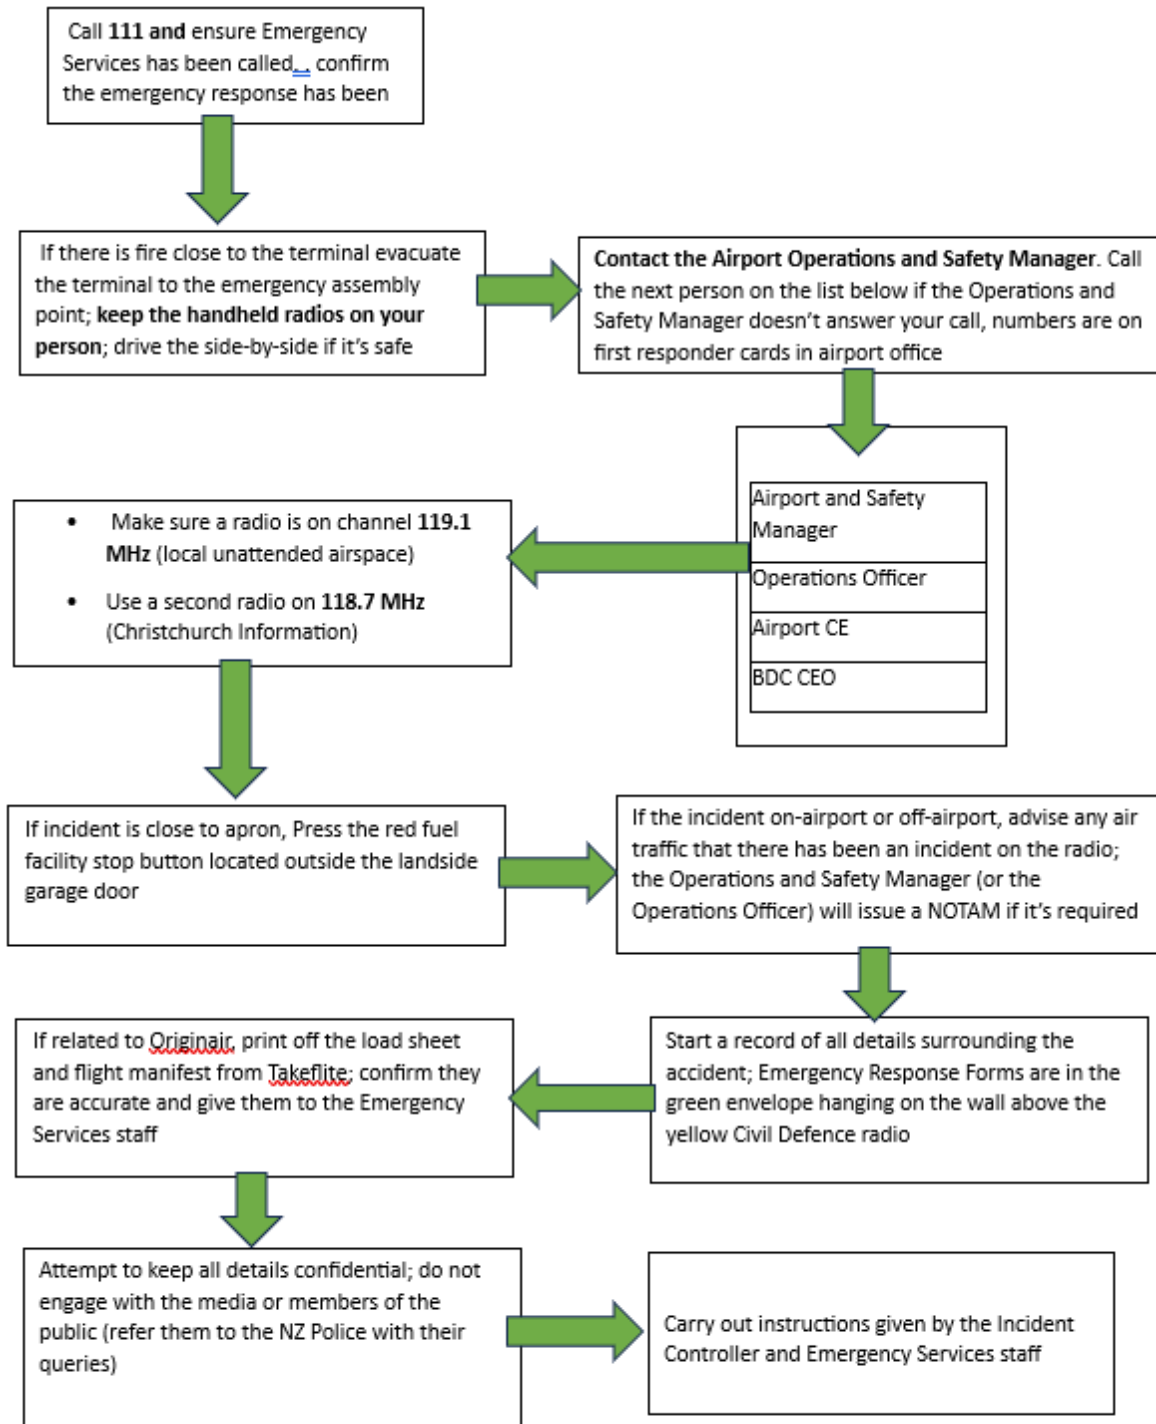 Call 111 and ensure Emergency
Services has been called, , confirm
the emergency response has been
If there is fire close to the terminal evacuate
the terminal to the emergency assembly
point; keep the handheld radios on your
person; drive the side-by-side if it's safe
Contact the Airport Operations and Safety Manager. Call
the next person on the list below if the Operations and
Safety Manager doesn't answer your call, numbers are on
first responder cards in airport office
Airport and Safety
Manager
Operations Officer
Airport CE
BDC CEO
• Make sure a radio is on channel 119.1
MHz (local unattended airspace)
• Use a second radio on 118.7 MHz
(Christchurch Information)
If incident is close to apron, Press the red fuel
facility stop button located outside the landside
garage door
If the incident on-airport or off-airport, advise any air
traffic that there has been an incident on the radio;
the Operations and Safety Manager (or the
Operations Officer) will issue a NOTAM if it's required
Start a record of all details surrounding the
accident; Emergency Response Forms are in the
green envelope hanging on the wall above the
yellow Civil Defence radio
If related to Originair, print off the load sheet
and flight manifest from Takeflite; confirm they
are accurate and give them to the Emergency
Services staff
Attempt to keep all details confidential; do not
engage with the media or members of the
public (refer them to the NZ Police with their
queries)
Carry out instructions given by the Incident
Controller and Emergency Services staff